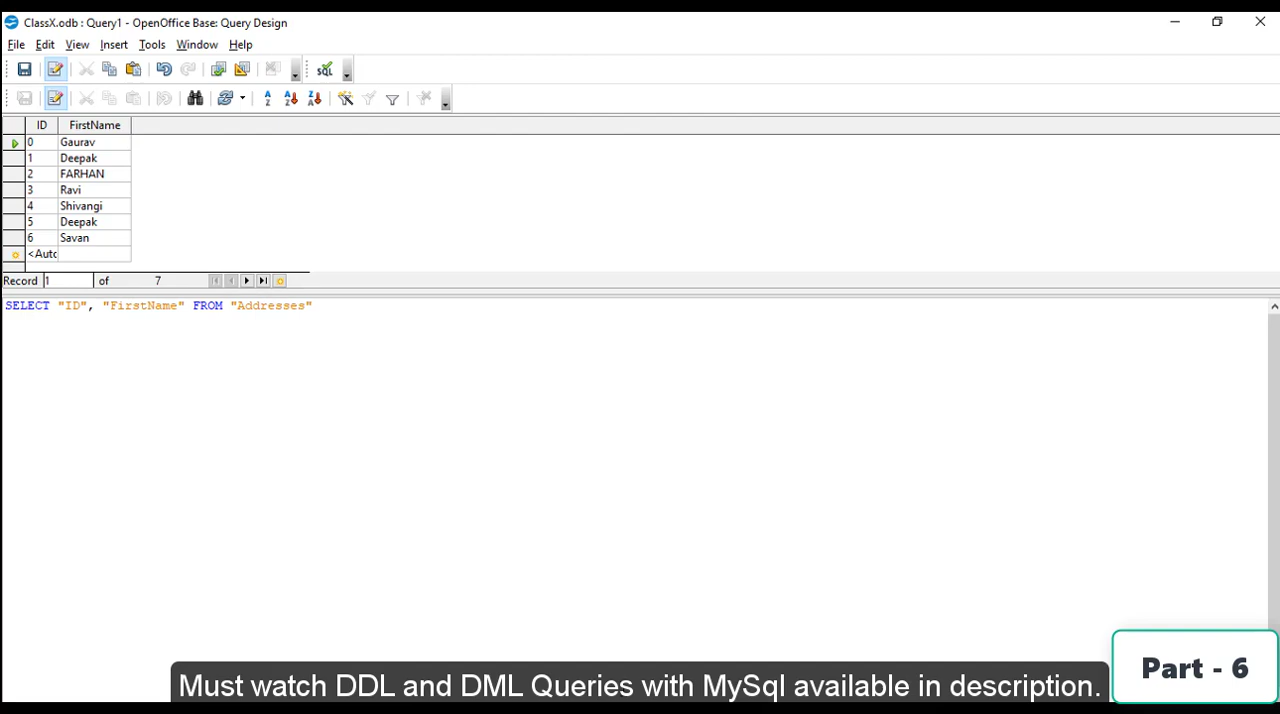 ClassX.odb : Query1 - OpenOffice Base: Query Design
File Edit View Insert Tools Window Help
SQL
A Z A Z Z A
ID FirstName
0 Gaurav
1 Deepak
2 FARHAN
3 Ravi
4 Shivangi
5 Deepak
6 Savan
<Auto
Record 1 of 7
SELECT "ID", "FirstName" FROM "Addresses"
Must watch DDL and DML Queries with MySql available in description.
Part - 6